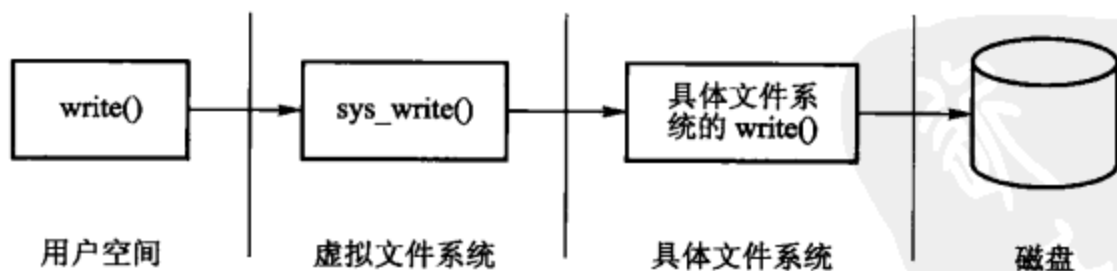 write()
sys_write()
具体文件系
统的 write()
用户空间
虚拟文件系统
具体文件系统
磁盘